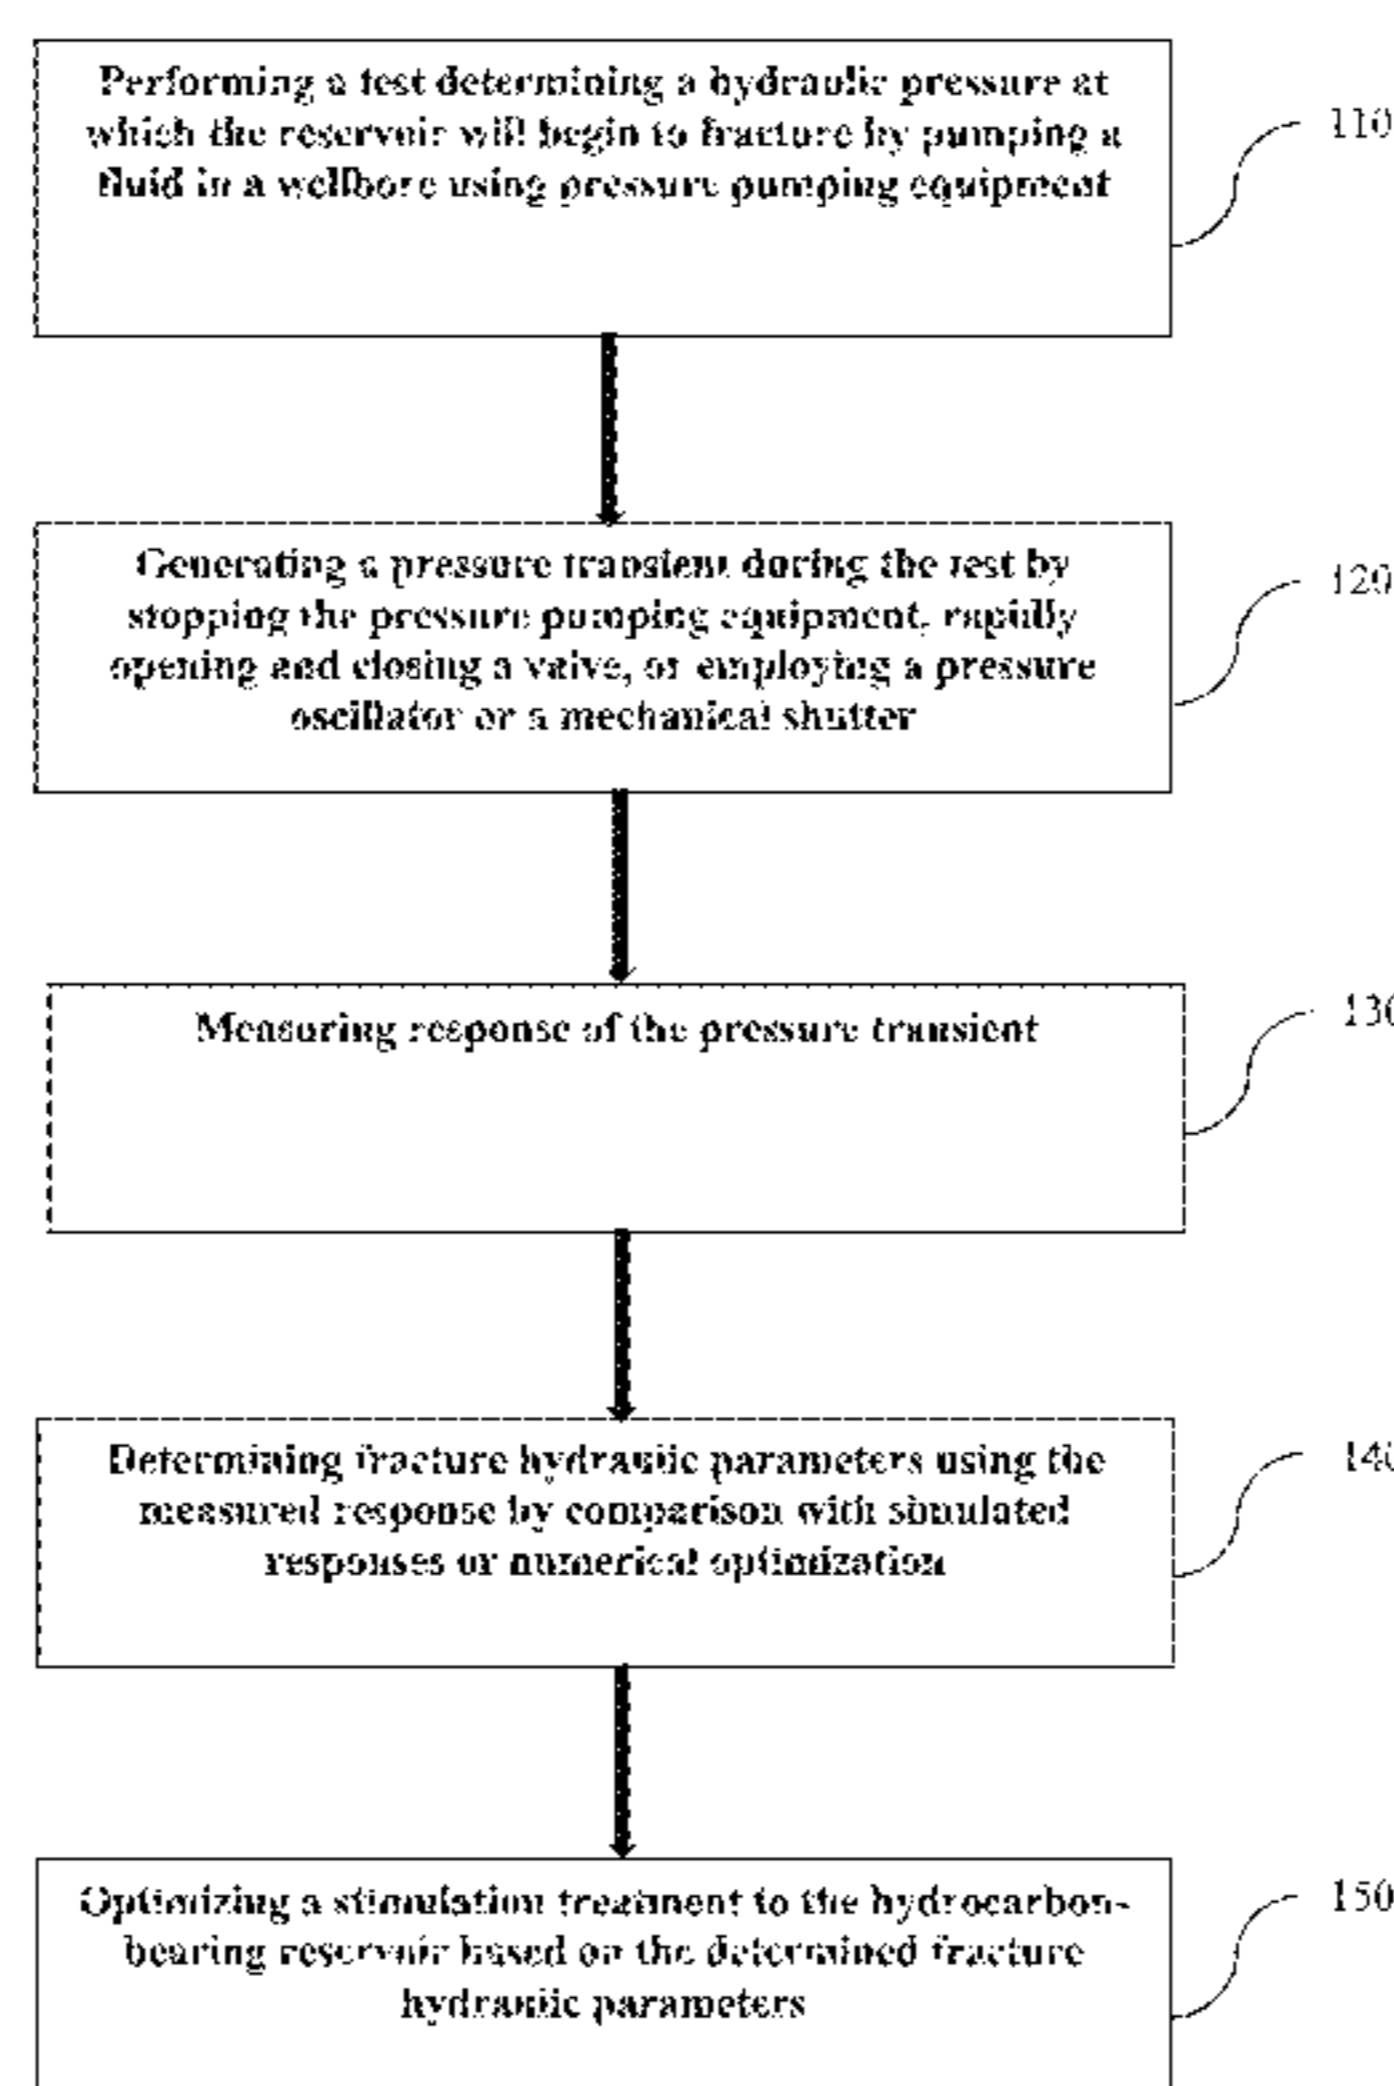 Performing a test determining a hydraulic pressure at
which the reservoir will begin to fracture by pumping a
fluid in a wellbore using pressure pumping equipment
110
Generating a pressure transient during the test by
stopping the pressure pumping equipment, rapidly
opening and closing a valve, or employing a pressure
oscillator or a mechanical shutter
120
Measuring response of the pressure transient
130
Determining fracture hydraulic parameters using the
measured response by comparison with simulated
responses or numerical optimization
140
Optimizing a stimulation treatment to the hydrocarbon-
bearing reservoir based on the determined fracture
hydraulic parameters
150